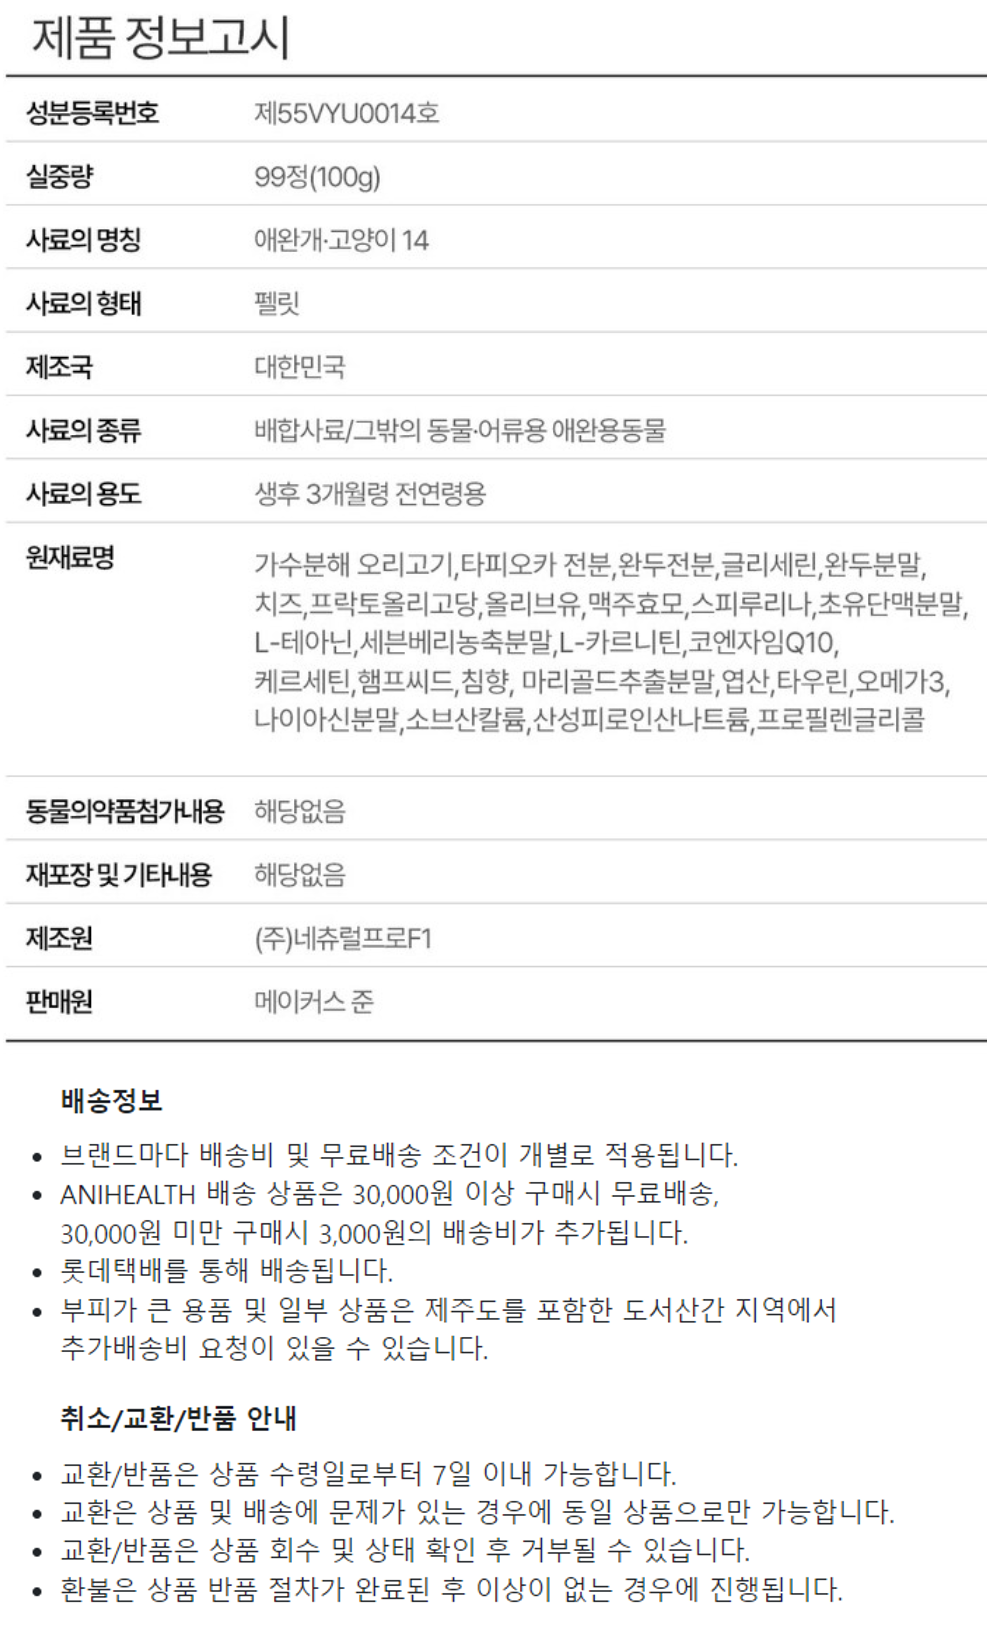 제품 정보고시
성분등록번호 제55VYU0014호
실중량 99정(100g)
사료의 명칭 애완개·고양이 14
사료의 형태 펠릿
제조국 대한민국
사료의 종류 배합사료/그밖의 동물·어류용 애완용동물
사료의 용도 생후 3개월령 전연령용
원재료명 가수분해 오리고기,타피오카 전분,완두전분,글리세린,완두분말,
치즈,프락토올리고당,올리브유,맥주효모,스피루리나,초유단맥분말,
L-테아닌,세븐베리농축분말,L-카르니틴,코엔자임Q10,
케르세틴,햄프씨드,침향, 마리골드추출분말,엽산,타우린,오메가3,
나이아신분말,소브산칼륨,산성피로인산나트륨,프로필렌글리콜
동물의약품첨가내용 해당없음
재포장 및 기타내용 해당없음
제조원 (주)네츄럴프로F1
판매원 메이커스 준
배송정보
• 브랜드마다 배송비 및 무료배송 조건이 개별로 적용됩니다.
• ANIHEALTH 배송 상품은 30,000원 이상 구매시 무료배송,
30,000원 미만 구매시 3,000원의 배송비가 추가됩니다.
• 롯데택배를 통해 배송됩니다.
• 부피가 큰 용품 및 일부 상품은 제주도를 포함한 도서산간 지역에서
추가배송비 요청이 있을 수 있습니다.
취소/교환/반품 안내
• 교환/반품은 상품 수령일로부터 7일 이내 가능합니다.
• 교환은 상품 및 배송에 문제가 있는 경우에 동일 상품으로만 가능합니다.
• 교환/반품은 상품 회수 및 상태 확인 후 거부될 수 있습니다.
• 환불은 상품 반품 절차가 완료된 후 이상이 없는 경우에 진행됩니다.